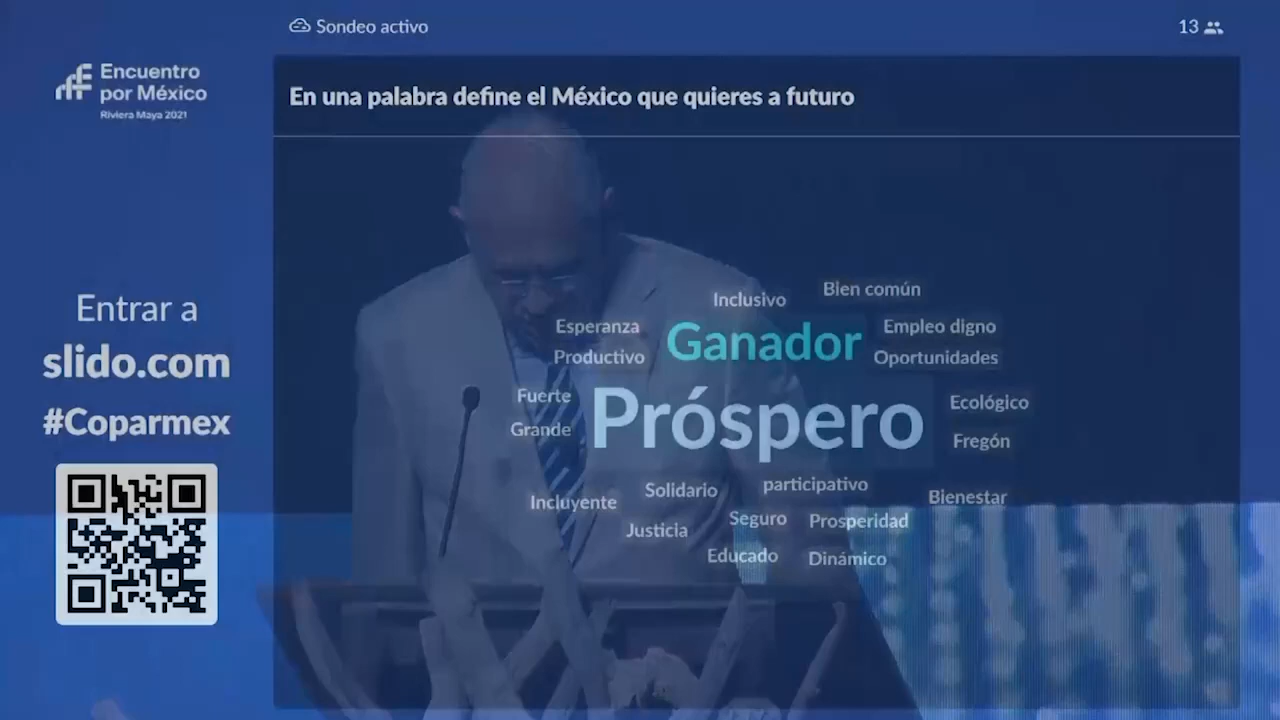 Sondeo activo
13
Encuentro
por México
Riviera Maya 2021
En una palabra define el México que quieres a futuro
Entrar a
slido.com
#Coparmex
Bien común
Inclusivo
Esperanza
Ganador
Empleo digno
Productivo
Oportunidades
Fuerte
Próspero
Ecológico
Grande
Fregón
Incluyente
Solidario
participativo
Bienestar
Justicia
Seguro
Prosperidad
Educado
Dinámico